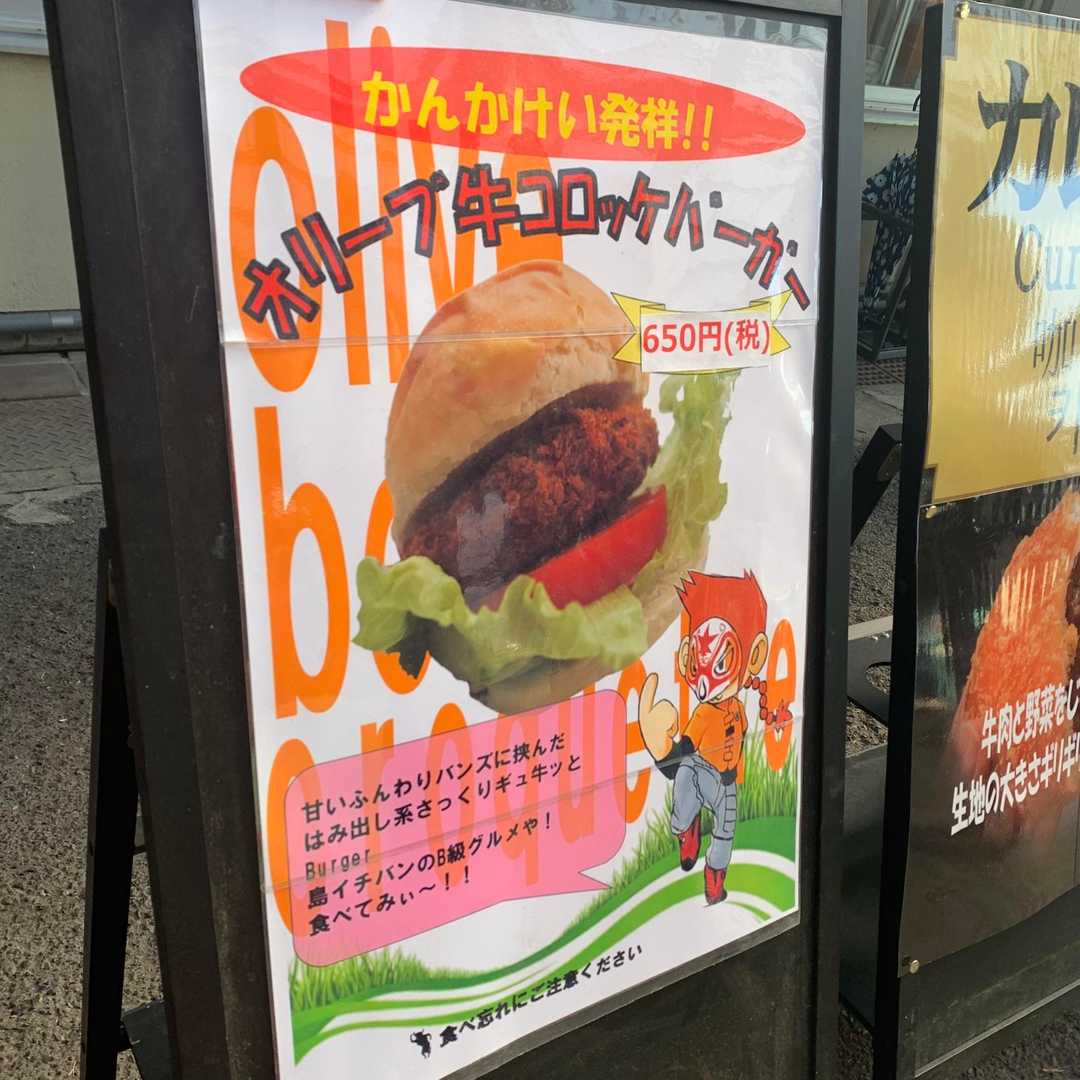 かんかけい発祥!!
オリーブ牛コロッケバーガー
650円(税)
olive
croquette
甘いふんわりバンズに挟んだ
はみ出し系さっくりギュ牛ッと
Burger
島イチバンのB級グルメや!
食べてみぃ〜!!
食べ忘れにご注意ください
カ
Cur
咖
牛肉と野菜をし
生地の大きさギリギ